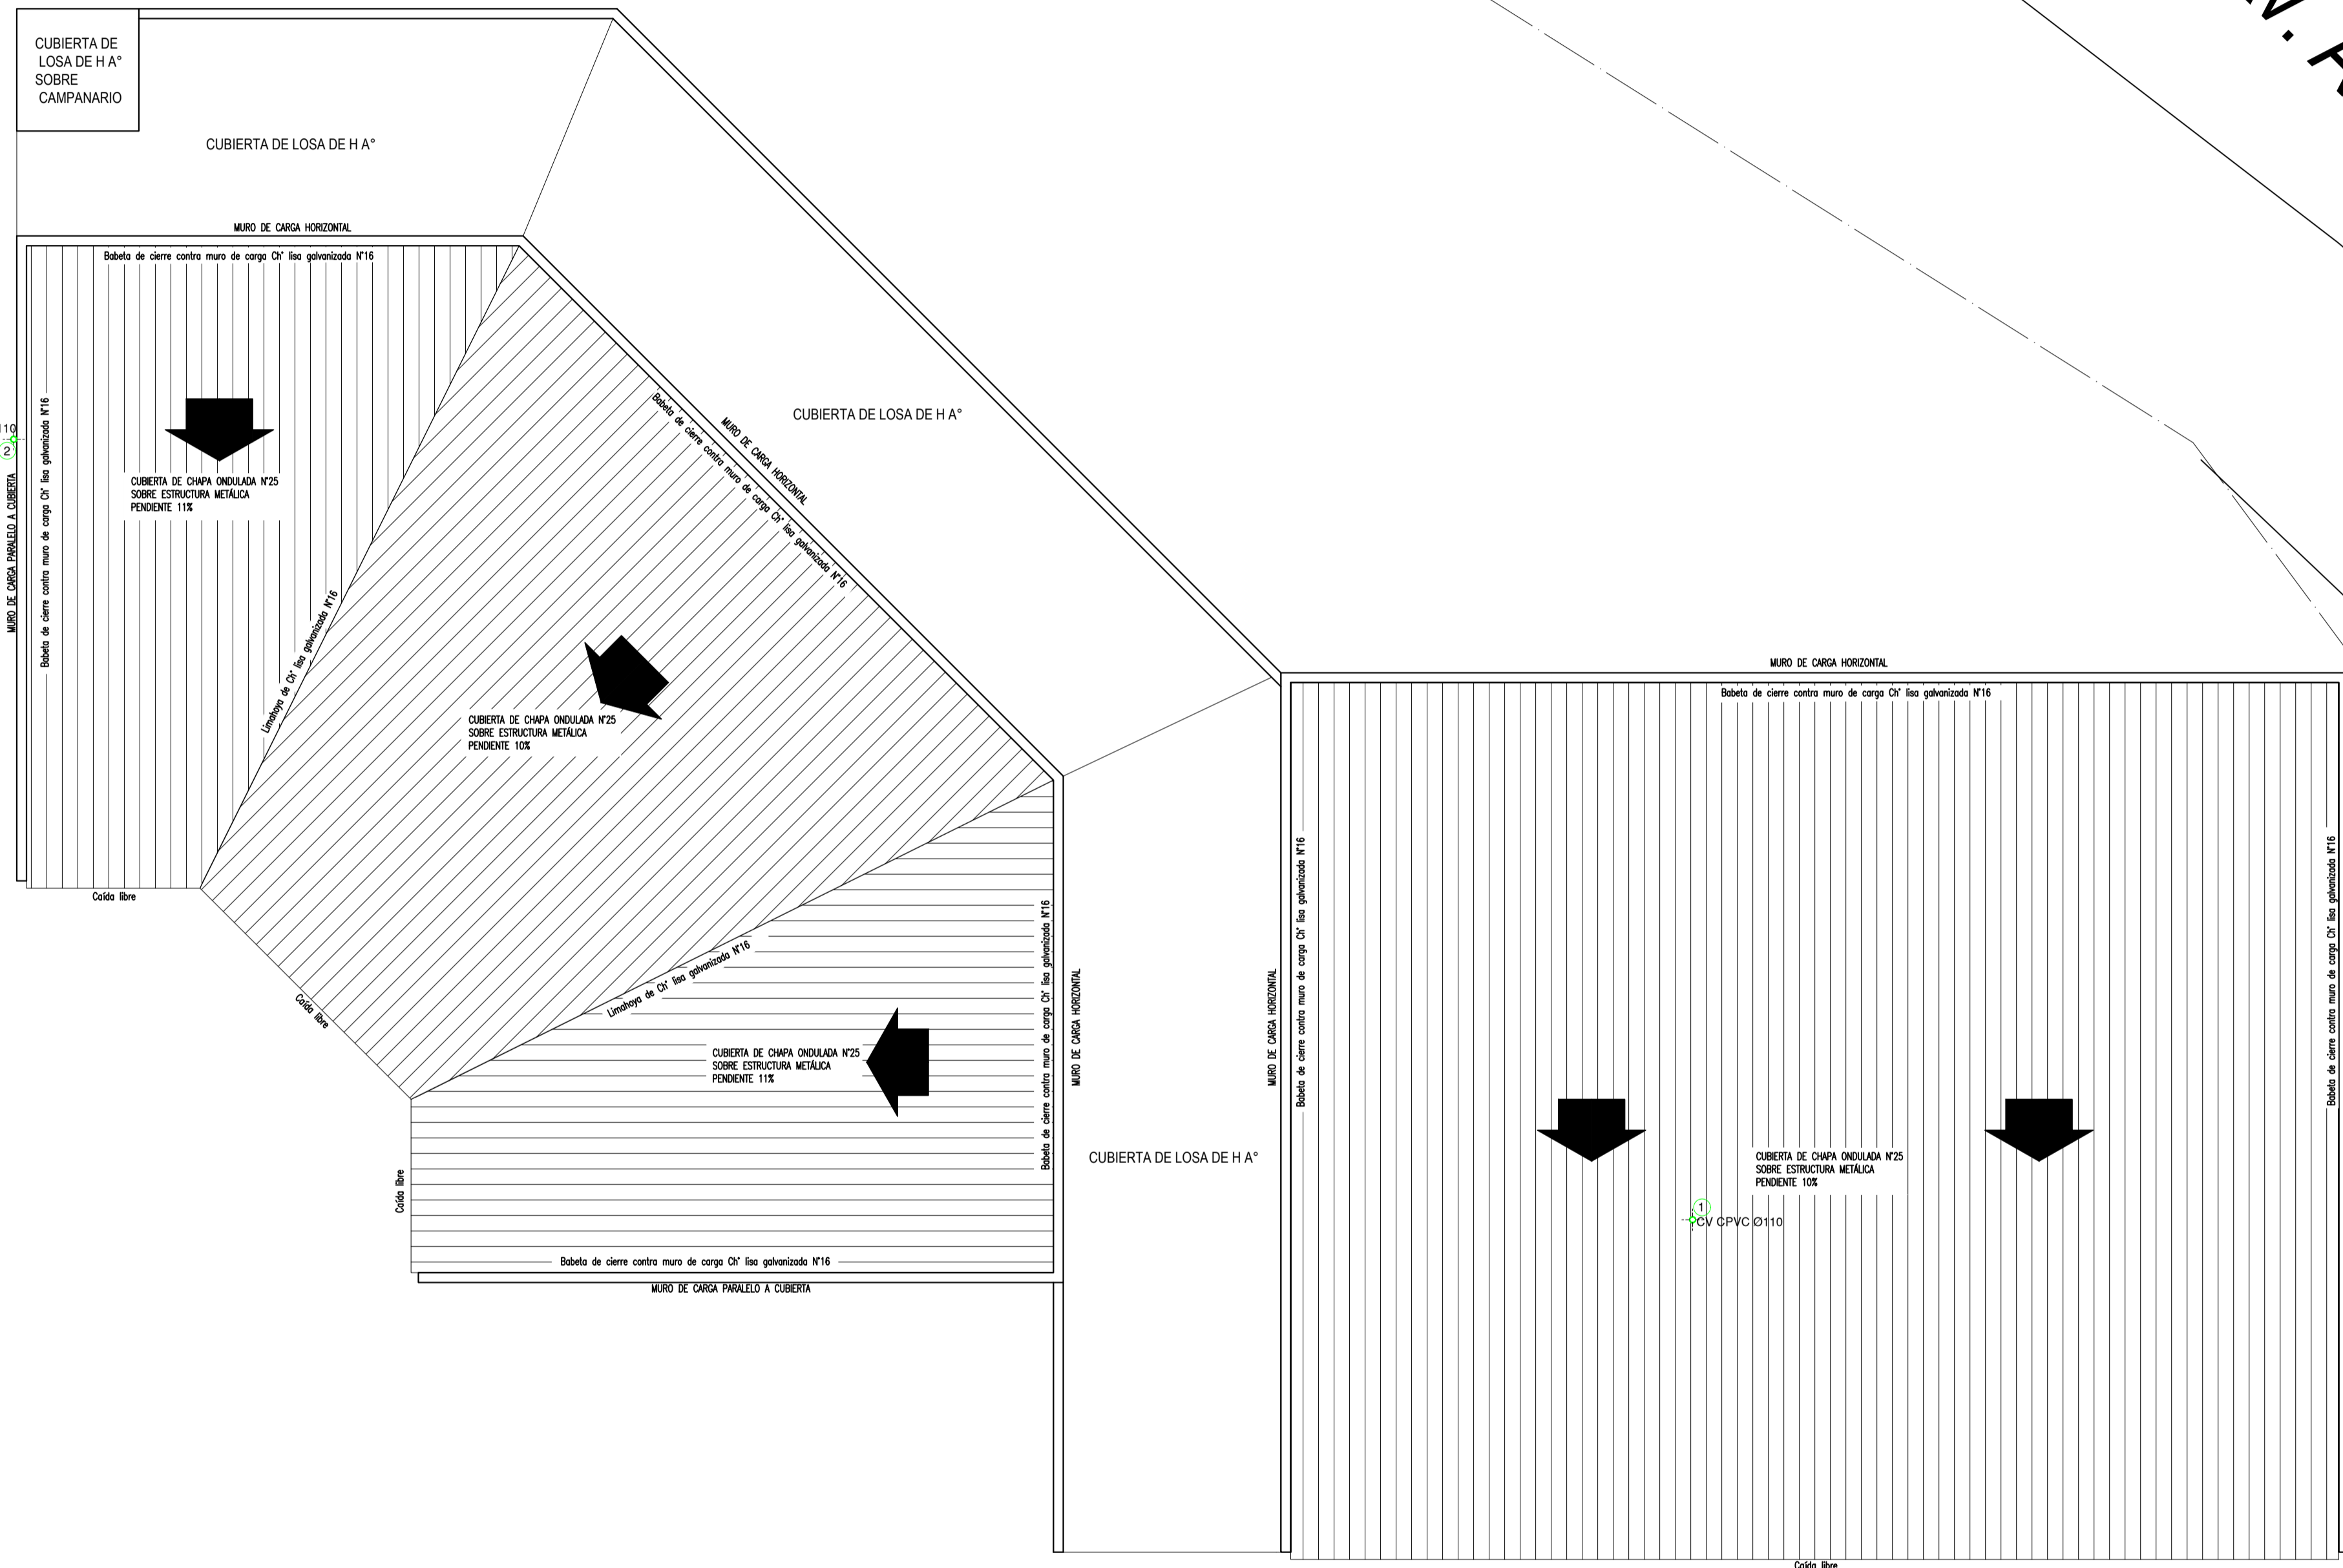 CUBIERTA DE
LOSA DE H A°
SOBRE
CAMPANARIO
CUBIERTA DE LOSA DE H A°
MURO DE CARGA HORIZONTAL
Babeta de cierre contra muro de carga Ch° lisa galvanizada N°16
Babeta de cierre contra muro de carga Ch° lisa galvanizada N°16
MURO DE CARGA PARALELO A CUBIERTA
2
CUBIERTA DE CHAPA ONDULADA N°25
SOBRE ESTRUCTURA METÁLICA
PENDIENTE 11%
Limahoya de Ch° lisa galvanizada N°16
Caída libre
CUBIERTA DE LOSA DE H A°
MURO DE CARGA HORIZONTAL
Babeta de cierre contra muro de carga Ch° lisa galvanizada N°16
CUBIERTA DE CHAPA ONDULADA N°25
SOBRE ESTRUCTURA METÁLICA
PENDIENTE 10%
Caída libre
Limahoya de Ch° lisa galvanizada N°16
CUBIERTA DE CHAPA ONDULADA N°25
SOBRE ESTRUCTURA METÁLICA
PENDIENTE 11%
Babeta de cierre contra muro de carga Ch° lisa galvanizada N°16
MURO DE CARGA HORIZONTAL
Caída libre
Babeta de cierre contra muro de carga Ch° lisa galvanizada N°16
MURO DE CARGA PARALELO A CUBIERTA
CUBIERTA DE LOSA DE H A°
MURO DE CARGA HORIZONTAL
MURO DE CARGA HORIZONTAL
Babeta de cierre contra muro de carga Ch° lisa galvanizada N°16
Babeta de cierre contra muro de carga Ch° lisa galvanizada N°16
Babeta de cierre contra muro de carga Ch° lisa galvanizada N°16
CUBIERTA DE CHAPA ONDULADA N°25
SOBRE ESTRUCTURA METÁLICA
PENDIENTE 10%
1
CV CPVC Ø110
Caída libre